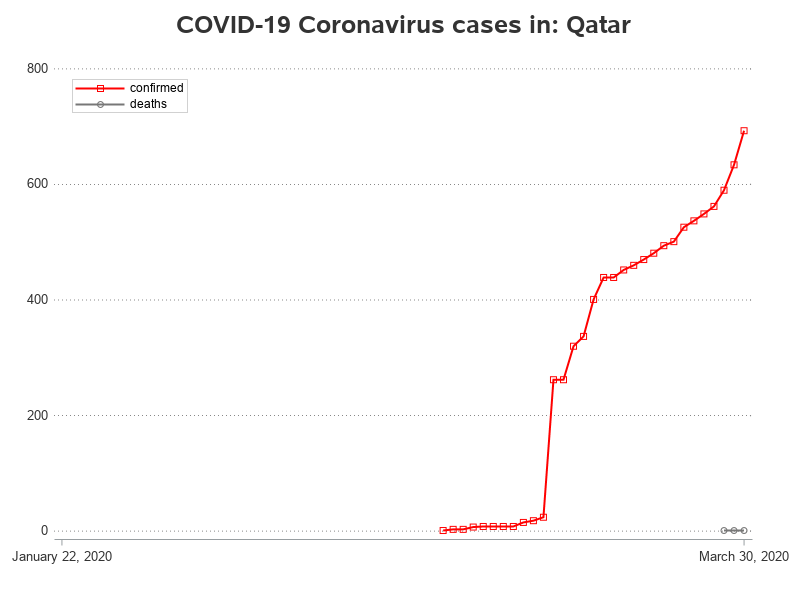 COVID-19 Coronavirus cases in: Qatar
800
confirmed
deaths
600
400
200
0
January 22, 2020
March 30, 2020